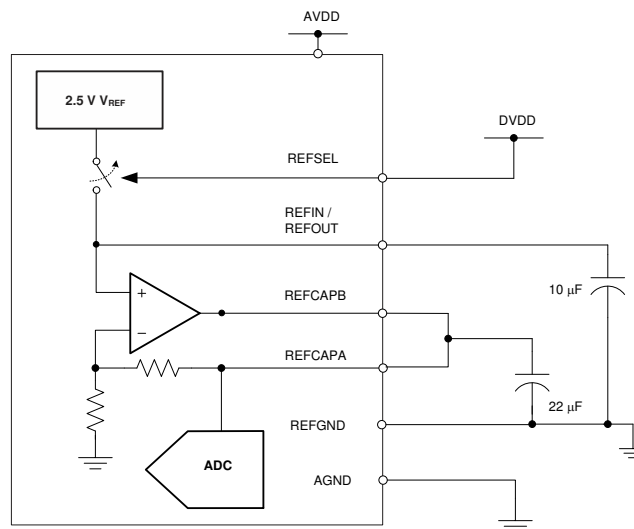 AVDD
2.5 V VREF
DVDD
REFSEL
REFIN /
REFOUT
+
−
10 µF
REFCAPB
REFCAPA
22 µF
REFGND
ADC
AGND